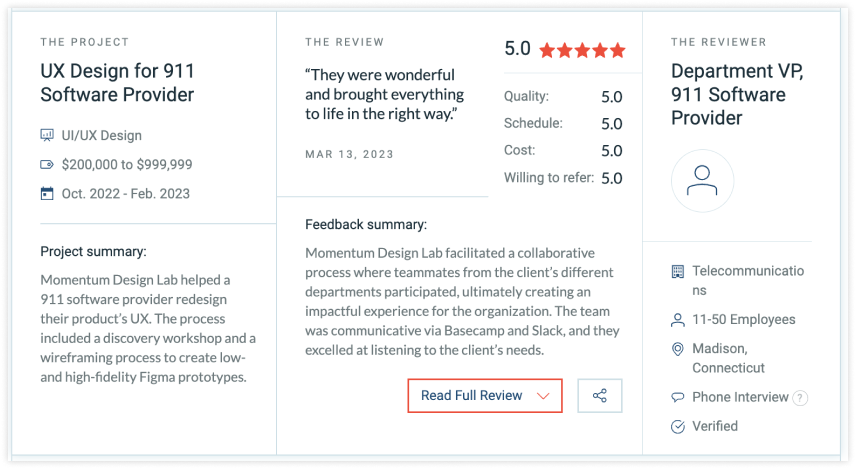 THE PROJECT
UX Design for 911
Software Provider
UI/UX Design
$200,000 to $999,999
Oct. 2022 - Feb. 2023
Project summary:
Momentum Design Lab helped a
911 software provider redesign
their product’s UX. The process
included a discovery workshop and a
wireframing process to create low-
and high-fidelity Figma prototypes.
THE REVIEW
“They were wonderful
and brought everything
to life in the right way.”
MAR 13, 2023
5.0
Quality: 5.0
Schedule: 5.0
Cost: 5.0
Willing to refer: 5.0
Feedback summary:
Momentum Design Lab facilitated a collaborative
process where teammates from the client’s different
departments participated, ultimately creating an
impactful experience for the organization. The team
was communicative via Basecamp and Slack, and they
excelled at listening to the client’s needs.
Read Full Review
THE REVIEWER
Department VP,
911 Software
Provider
Telecommunicatio
ns
11-50 Employees
Madison,
Connecticut
Phone Interview ?
Verified